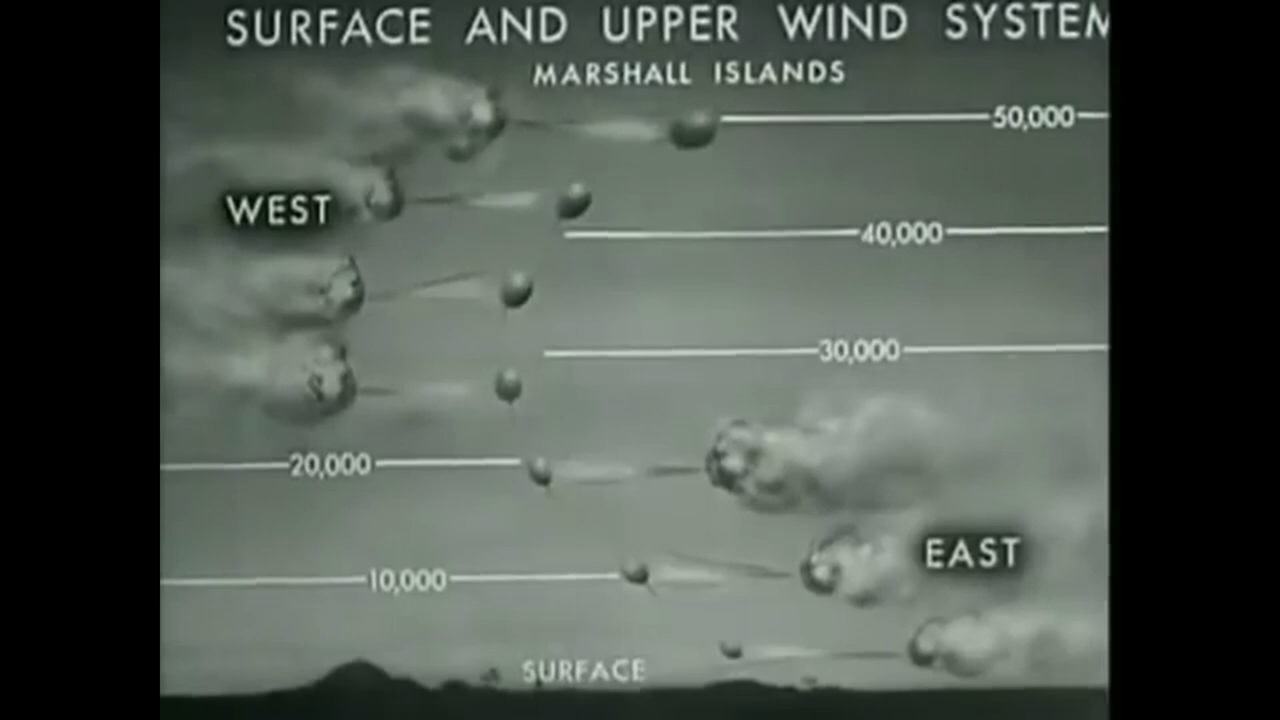 SURFACE AND UPPER WIND SYSTEM
MARSHALL ISLANDS
50,000
WEST
40,000
30,000
20,000
EAST
10,000
SURFACE